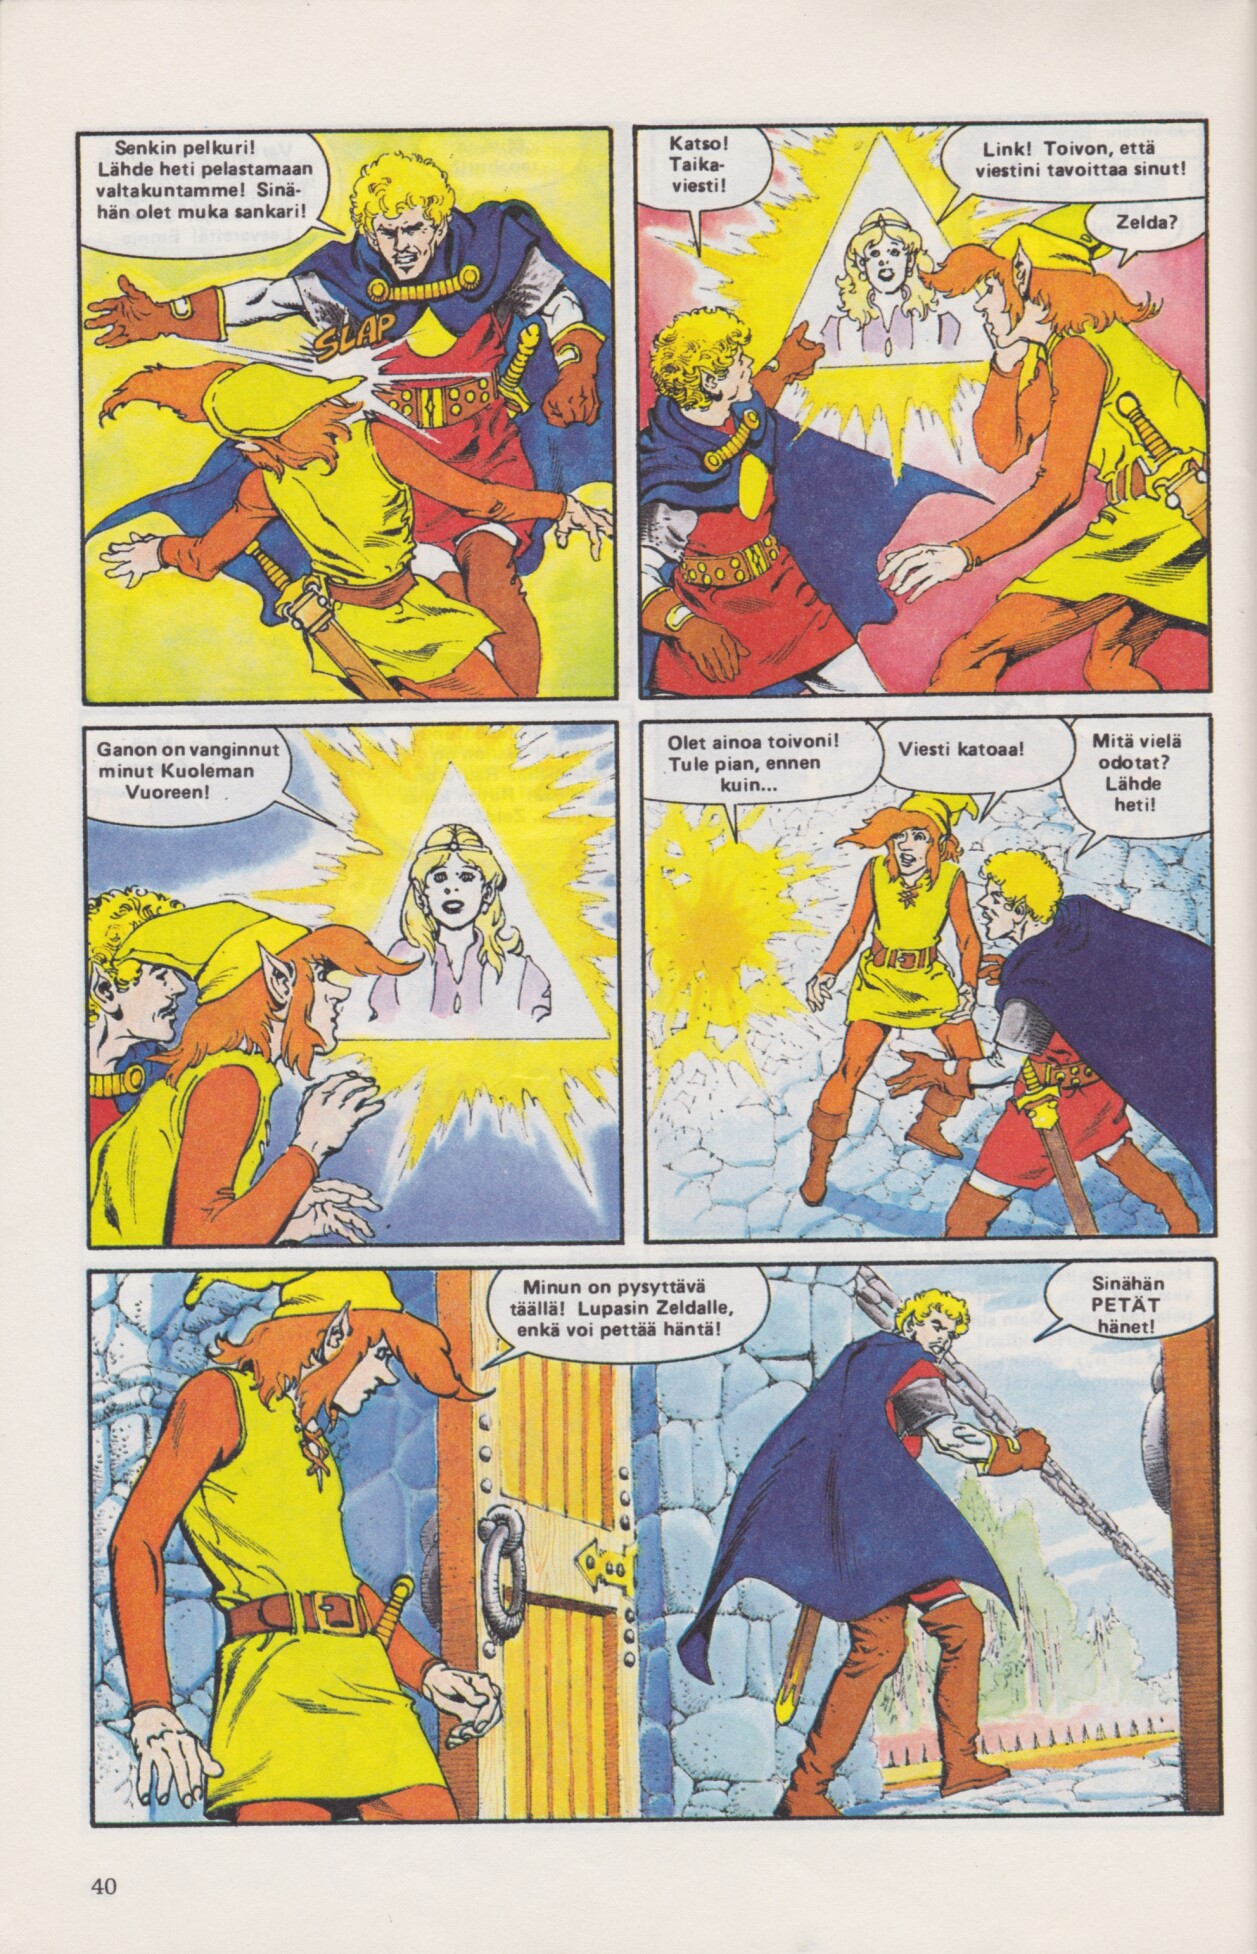 Senkin pelkuri!
Lähde heti pelastamaan
valtakuntamme! Sinä-
hän olet muka sankari!
SLAP
Katso!
Taika-
viesti!
Link! Toivon, että
viestini tavoittaa sinut!
Zelda?
Ganon on vanginnut
minut Kuoleman
Vuoreen!
Olet ainoa toivoni!
Tule pian, ennen
kuin...
Viesti katoaa!
Mitä vielä
odotat?
Lähde
heti!
Minun on pysyttävä
täällä! Lupasin Zeldalle,
enkä voi pettää häntä!
Sinähän
PETÄT
hänet!
40